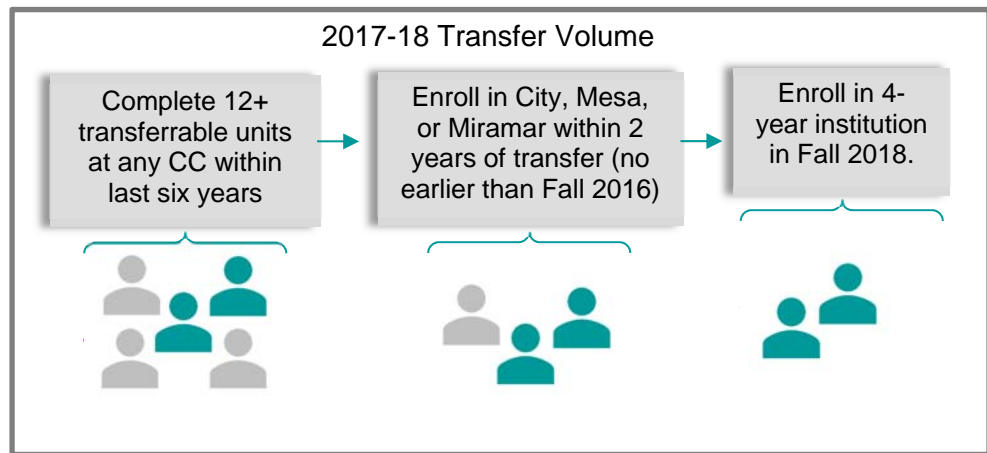 2017-18 Transfer Volume
Complete 12+
transferrable units
at any CC within
last six years
Enroll in City, Mesa,
or Miramar within 2
years of transfer (no
earlier than Fall 2016)
Enroll in 4-
year institution
in Fall 2018.